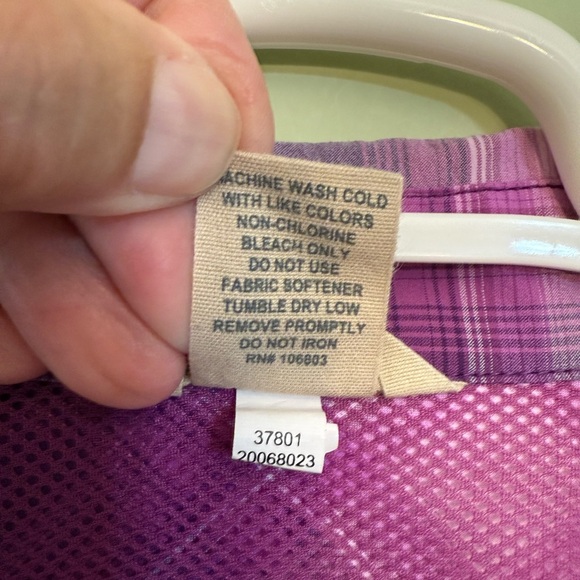 ACHINE WASH COLD
WITH LIKE COLORS
NON-CHLORINE
BLEACH ONLY
DO NOT USE
FABRIC SOFTENER
TUMBLE DRY LOW
REMOVE PROMPTLY
DO NOT IRON
RN# 106803
37801
20068023